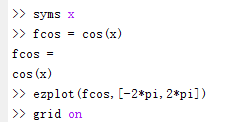 >> syms x
>> fcos = cos(x)
fcos =
cos(x)
>> ezplot(fcos,[-2*pi,2*pi])
>> grid on